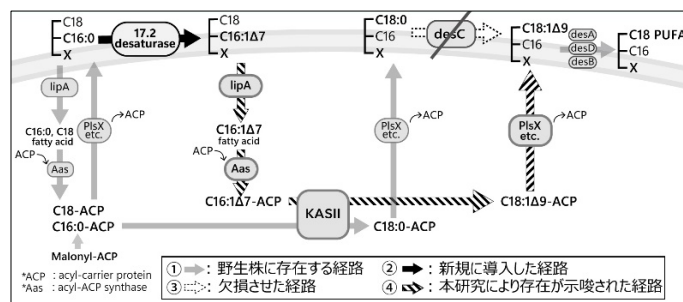 C18
C16:0
X
17.2
desaturase
C18
C16:1Δ7
X
C18:0
C16
X
desC
C18:1Δ9
C16
X
desA
desD
desB
C18 PUFA
C16
X
lipA
C16:0, C18
fatty acid
ACP
Aas
PlsX
etc.
ACP
lipA
C16:1Δ7
fatty acid
ACP
Aas
PlsX
etc.
ACP
PlsX
etc.
ACP
C18-ACP
C16:0-ACP
C16:1Δ7-ACP
KASII
C18:0-ACP
C18:1Δ9-ACP
Malonyl-ACP
*ACP : acyl-carrier protein
*Aas : acyl-ACP synthase
① : 野生株に存在する経路
② : 新規に導入した経路
③ : 欠損させた経路
④ : 本研究により存在が示唆された経路